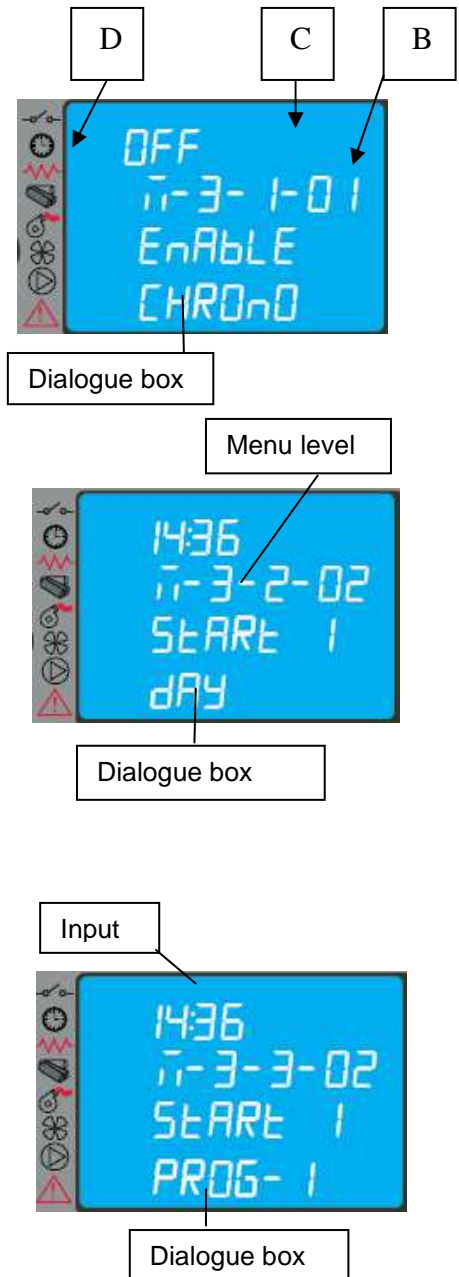 D C B
OFF
M-3-1-01
EnAbLE
CHROnO
Dialogue box
Menu level
14:36
M-3-2-02
StARt 1
dAY
Dialogue box
Input
14:36
M-3-3-02
StARt 1
PROG-1
Dialogue box